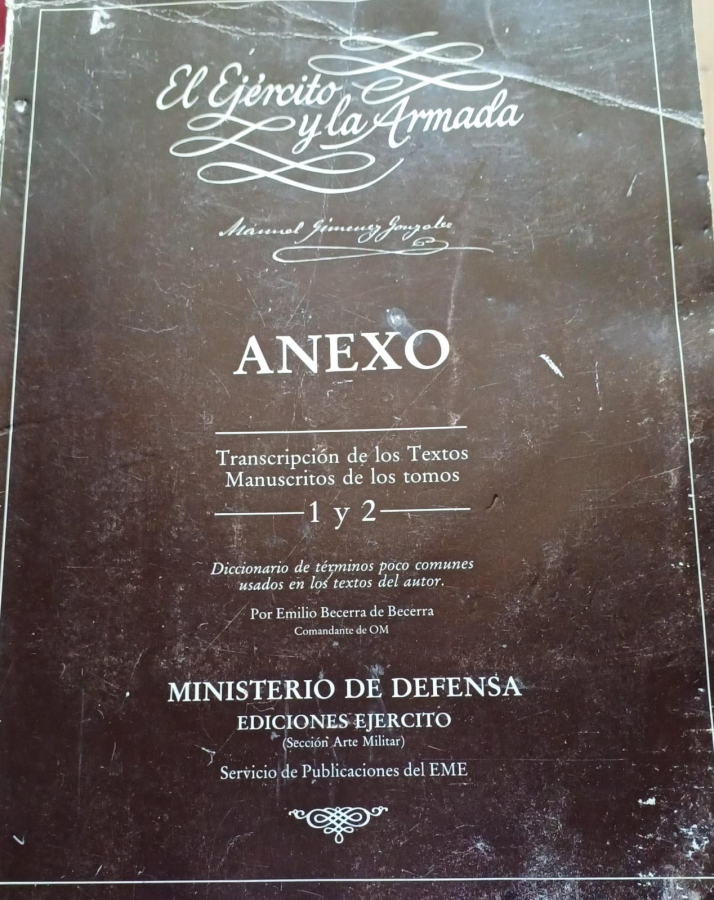 El Ejército
y la Armada
Manuel Gimenez Gonzalez
ANEXO
Transcripción de los Textos
Manuscritos de los tomos
1 y 2
Diccionario de términos poco comunes
usados en los textos del autor.
Por Emilio Becerra de Becerra
Comandante de OM
MINISTERIO DE DEFENSA
EDICIONES EJERCITO
(Sección Arte Militar)
Servicio de Publicaciones del EME